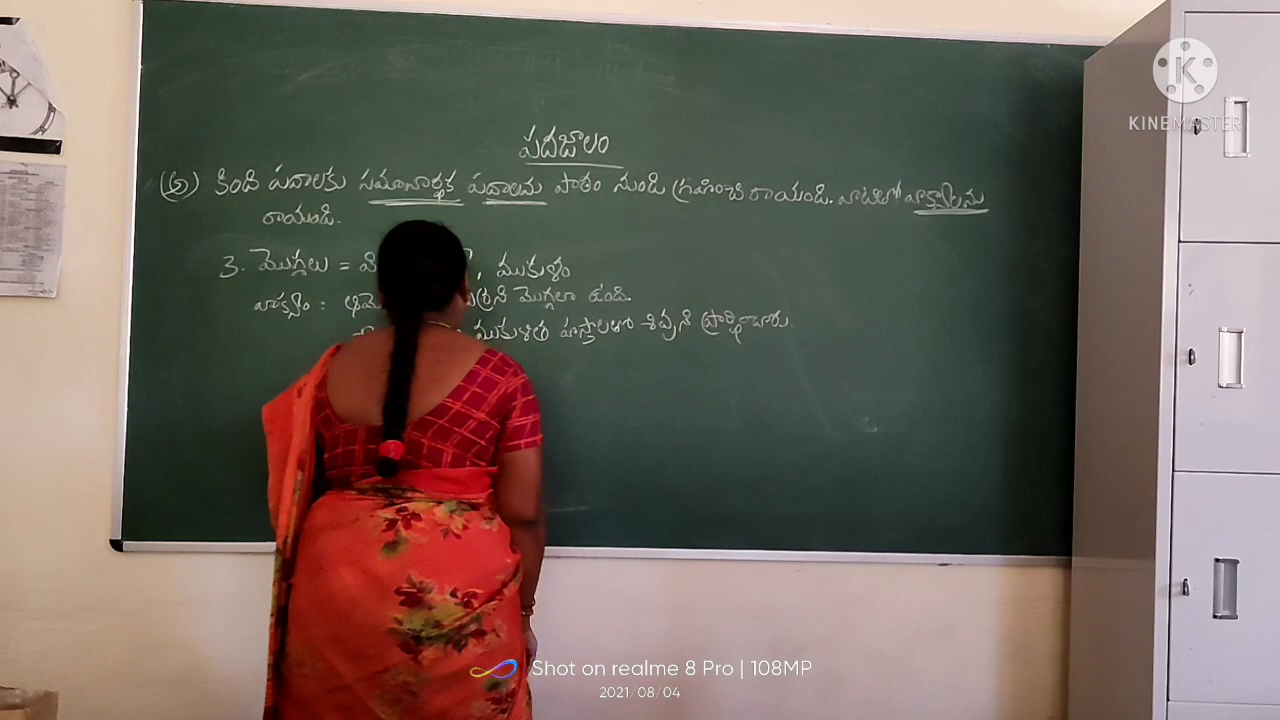 పదజాలం
(అ) కింది పదాలకు సమానార్థక పదాలను పాఠం నుండి గ్రహించి రాయండి. వాటితో వాక్యాలను
రాయండి.
3. మొగ్గలు = , ముకుళం
వాక్యం : మొగ్గలా ఉంది.
ముకుళిత హస్తాలతో శివుని ప్రార్థించారు.
KINEMASTER
Shot on realme 8 Pro | 108MP
2021/08/04